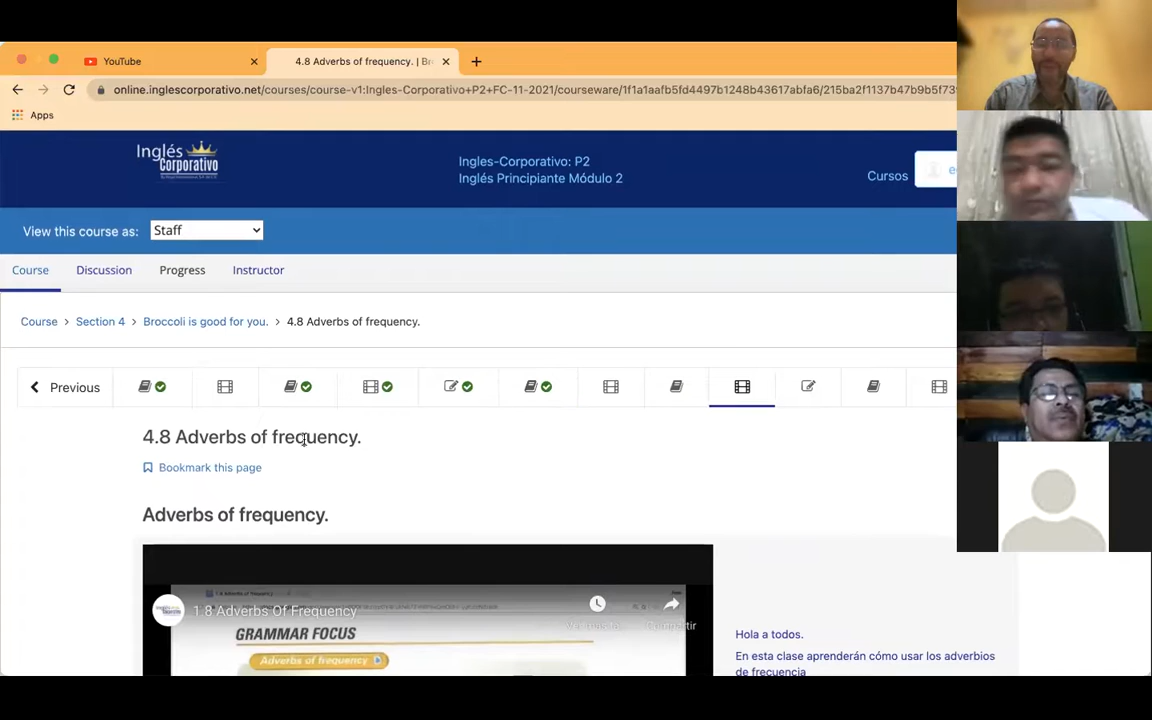 YouTube
4.8 Adverbs of frequency. | Br
online.inglescorporativo.net/courses/course-v1:Ingles-Corporativo+P2+FC-11-2021/courseware/1f1a1aafb5fd4497b1248b43617abfa6/215ba2f1137b47b9b5f73
Apps
Inglés
Corporativo
Ingles-Corporativo: P2
Inglés Principiante Módulo 2
Cursos
View this course as:
Staff
Course
Discussion
Progress
Instructor
Course > Section 4 > Broccoli is good for you. > 4.8 Adverbs of frequency.
Previous
4.8 Adverbs of frequency.
Bookmark this page
Adverbs of frequency.
1.8 Adverbs Of Frequency
Compartir
GRAMMAR FOCUS
Adverbs of frequency
Hola a todos.
En esta clase aprenderán cómo usar los adverbios
de frecuencia